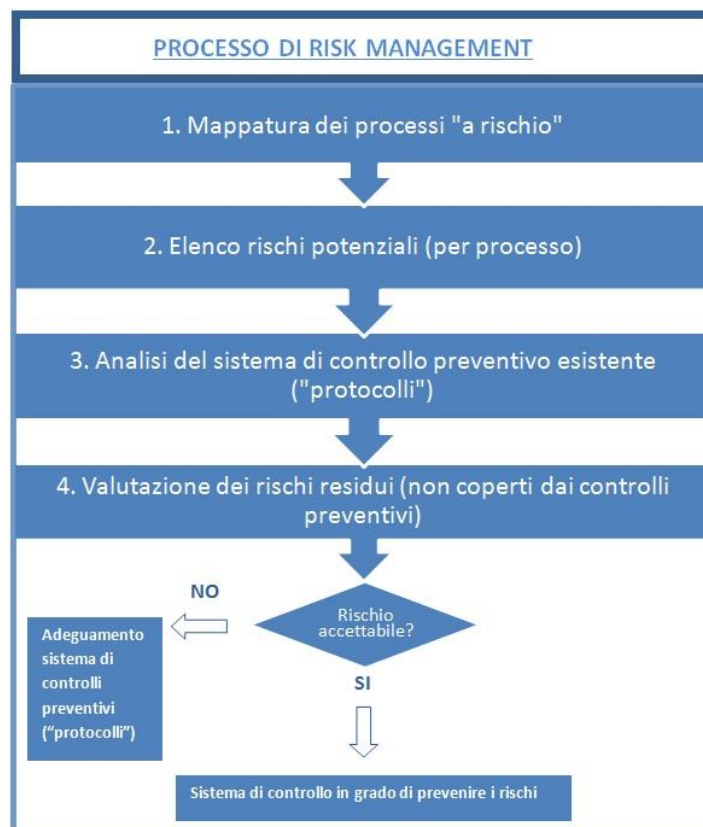 PROCESSO DI RISK MANAGEMENT
1. Mappatura dei processi "a rischio"
2. Elenco rischi potenziali (per processo)
3. Analisi del sistema di controllo preventivo esistente
("protocolli")
4. Valutazione dei rischi residui (non coperti dai controlli
preventivi)
Rischio
accettabile?
NO
Adeguamento
sistema di
controlli
preventivi
(“protocolli”)
SI
Sistema di controllo in grado di prevenire i rischi